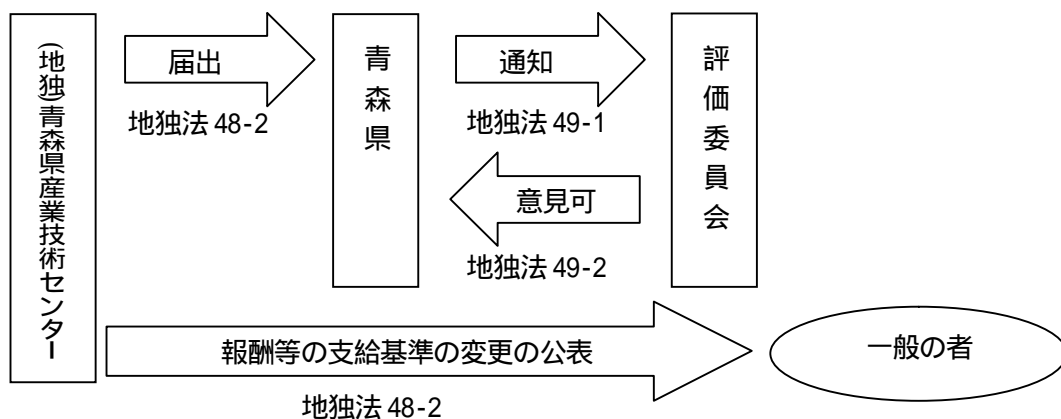 (地独)青森県産業技術センター
届出
地独法 48-2
青森県
通知
地独法 49-1
意見可
地独法 49-2
評価委員会
報酬等の支給基準の変更の公表
地独法 48-2
一般の者